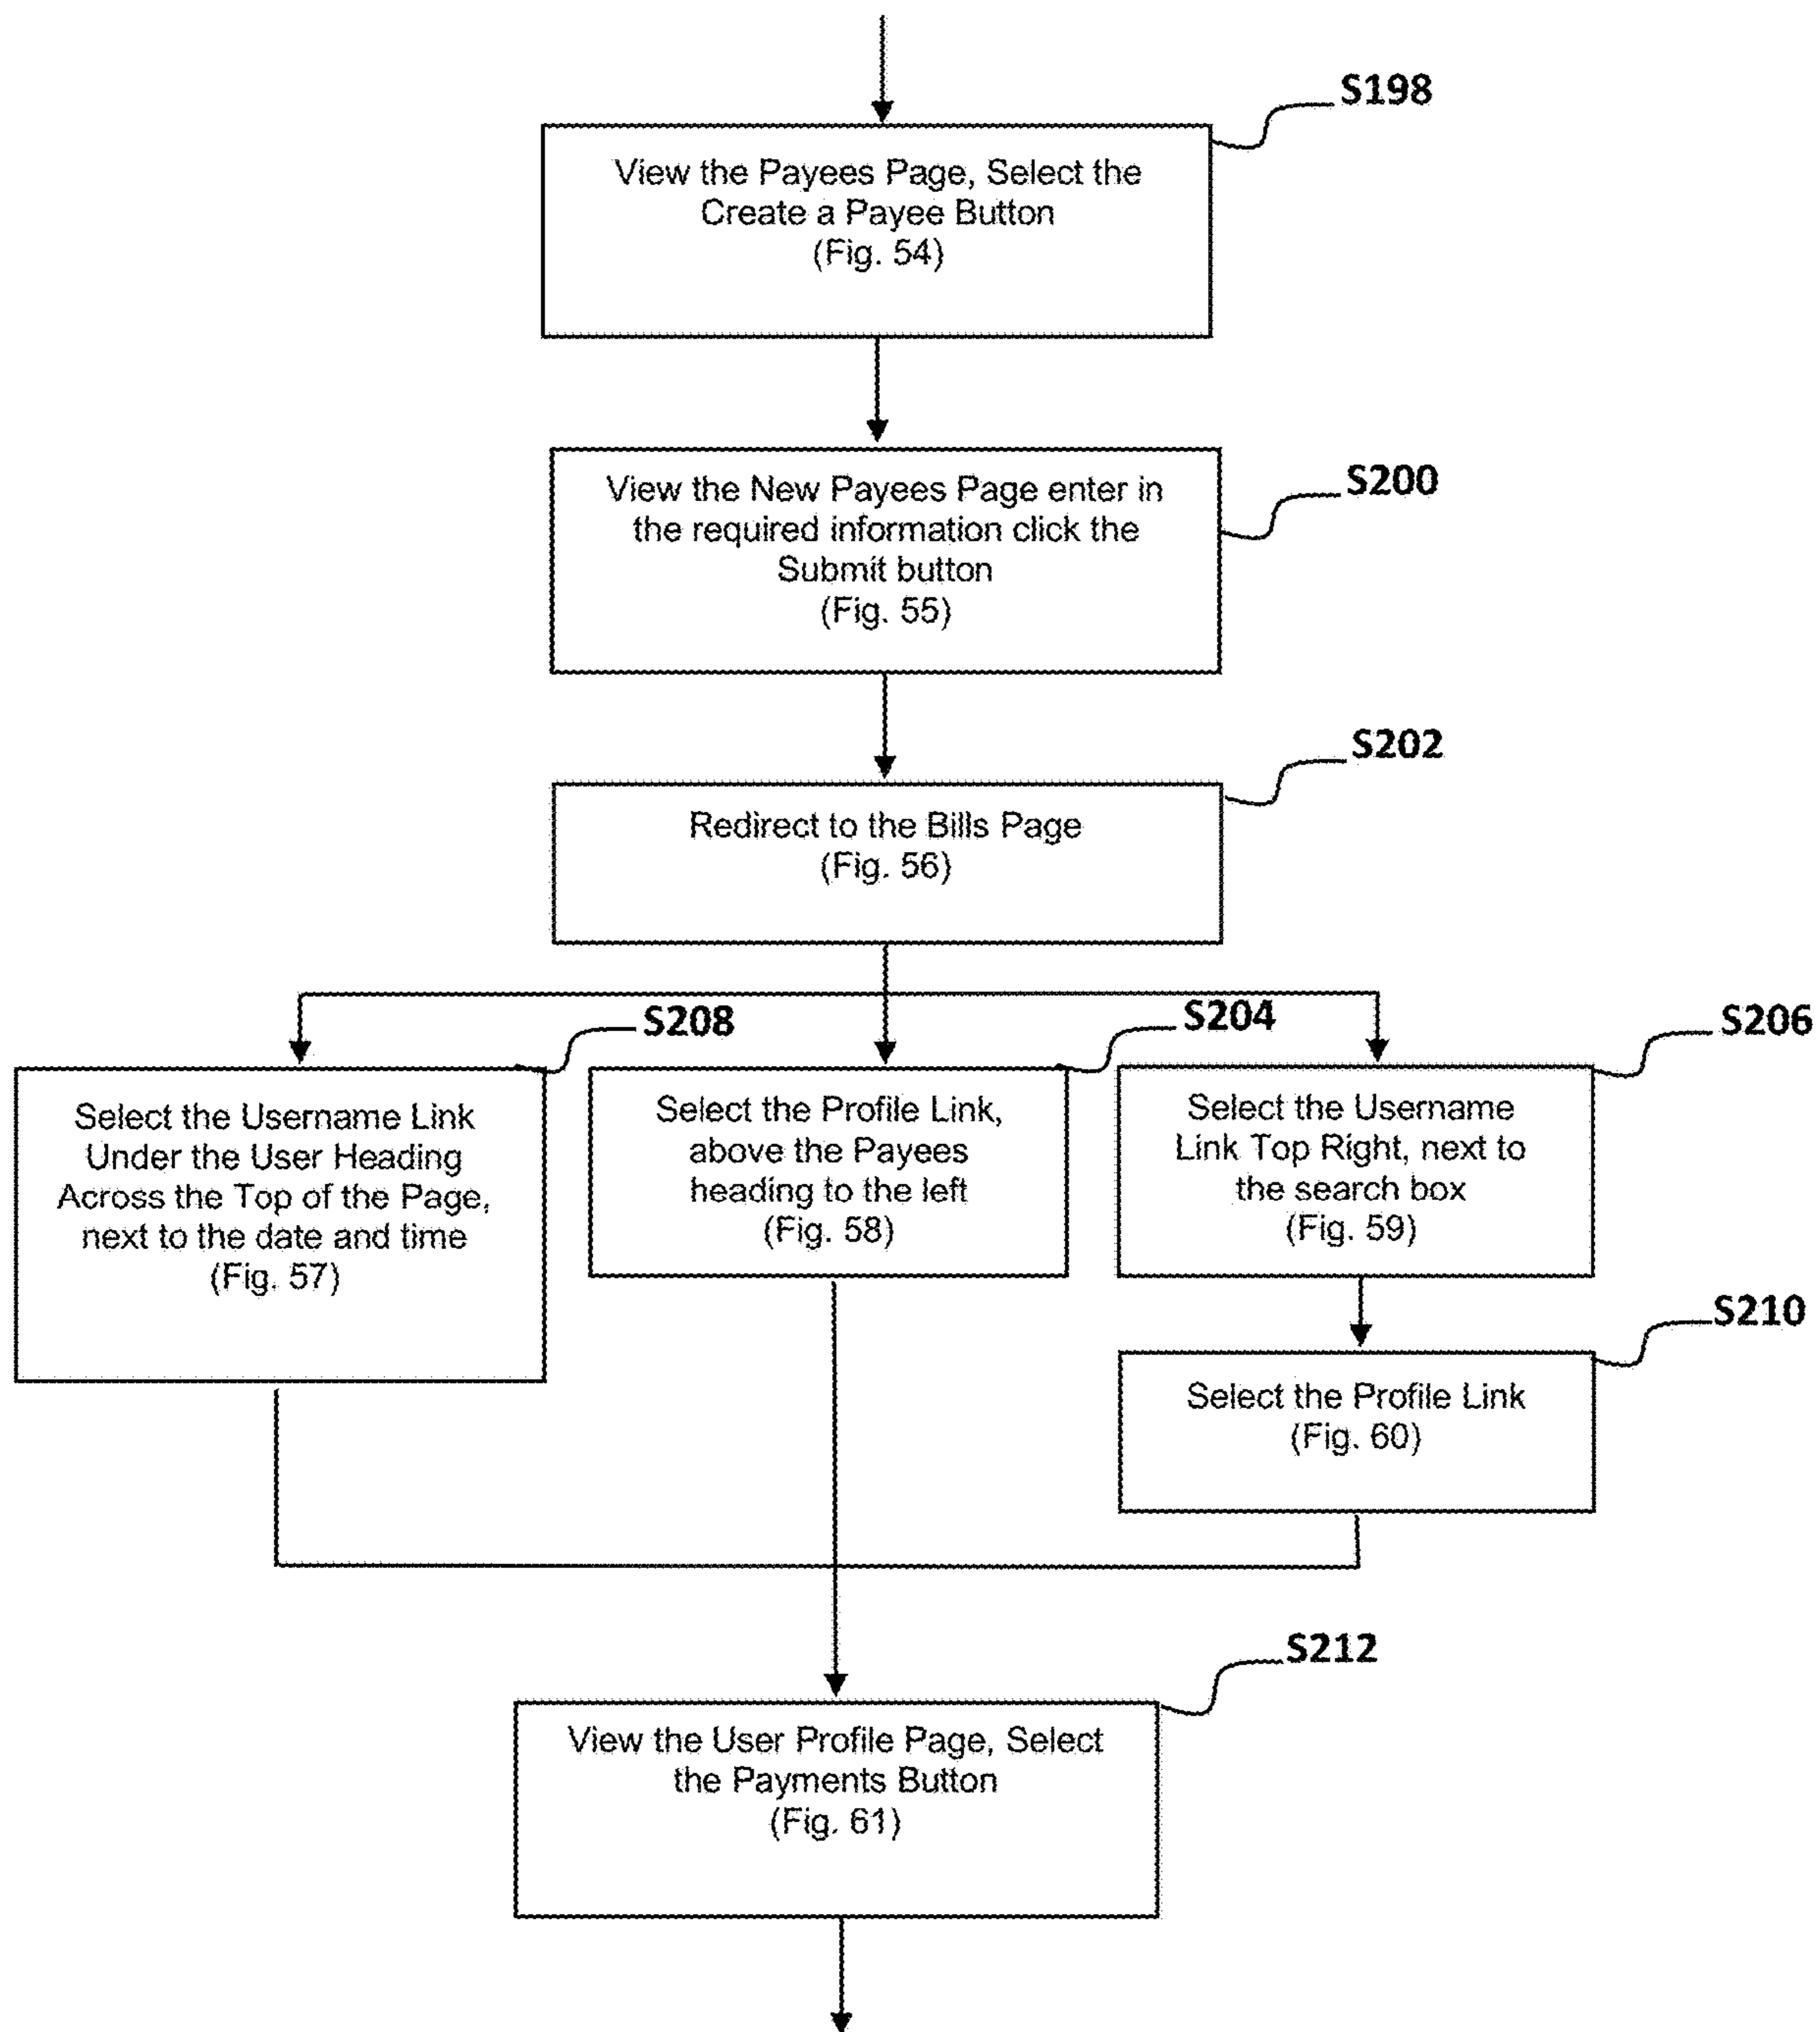 S198
View the Payees Page, Select the
Create a Payee Button
(Fig. 54)
S200
View the New Payees Page enter in
the required information click the
Submit button
(Fig. 55)
S202
Redirect to the Bills Page
(Fig. 56)
S208
Select the Username Link
Under the User Heading
Across the Top of the Page,
next to the date and time
(Fig. 57)
S204
Select the Profile Link,
above the Payees
heading to the left
(Fig. 58)
S206
Select the Username
Link Top Right, next to
the search box
(Fig. 59)
S210
Select the Profile Link
(Fig. 60)
S212
View the User Profile Page, Select
the Payments Button
(Fig. 61)